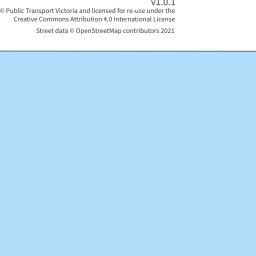 v1.0.1
© Public Transport Victoria and licensed for re-use under the
Creative Commons Attribution 4.0 International License
Street data © OpenStreetMap contributors 2021